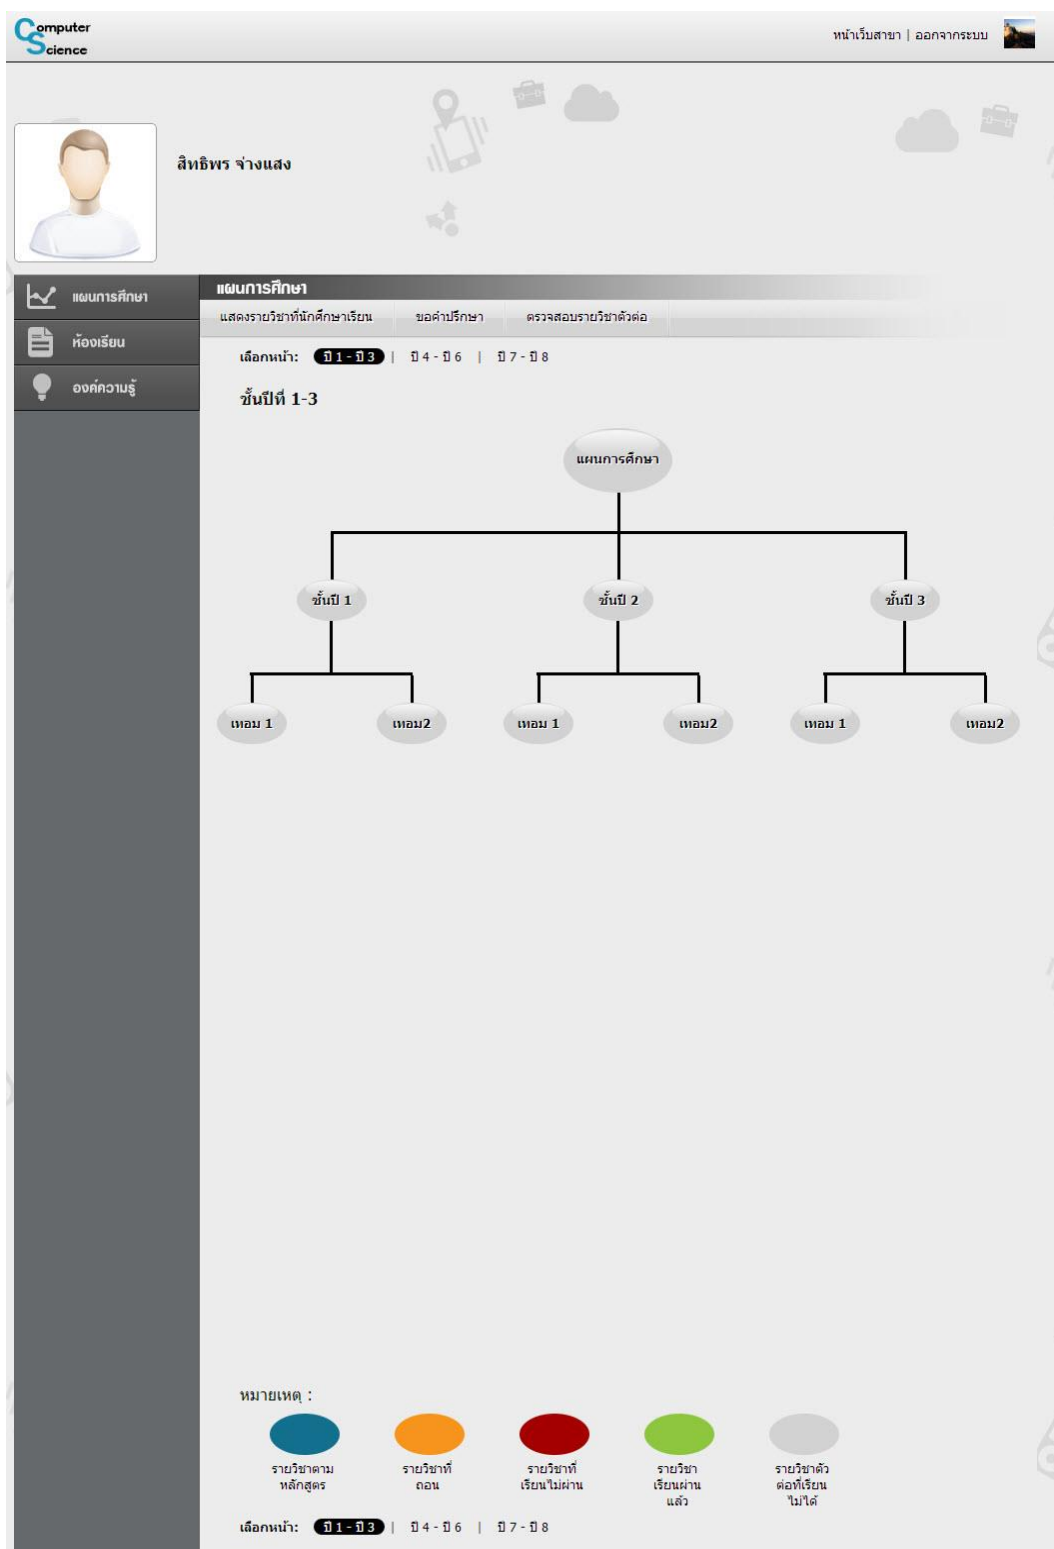 Computer
Science
หน้าเว็บสาขา | ออกจากระบบ
สิทธิพร จ่างแสง
แผนการศึกษา
ห้องเรียน
องค์ความรู้
แผนการศึกษา
แสดงรายวิชาที่นักศึกษาเรียน ขอคำปรึกษา ตรวจสอบรายวิชาตัวต่อ
เลือกหน้า: ปี 1 - ปี 3 | ปี 4 - ปี 6 | ปี 7 - ปี 8
ชั้นปีที่ 1-3
แผนการศึกษา
ชั้นปี 1 ชั้นปี 2 ชั้นปี 3
เทอม 1 เทอม2 เทอม 1 เทอม2 เทอม 1 เทอม2
หมายเหตุ :
รายวิชาตาม
หลักสูตร
รายวิชาที่
ถอน
รายวิชาที่
เรียนไม่ผ่าน
รายวิชา
เรียนผ่าน
แล้ว
รายวิชาตัว
ต่อที่เรียน
ไม่ได้
เลือกหน้า: ปี 1 - ปี 3 | ปี 4 - ปี 6 | ปี 7 - ปี 8